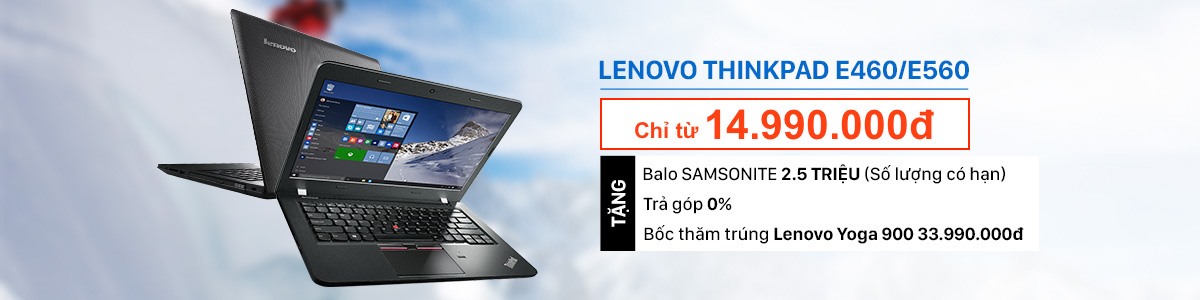 lenovo
LENOVO THINKPAD E460/E560
Chỉ từ 14.990.000đ
TẶNG
Balo SAMSONITE 2.5 TRIỆU (Số lượng có hạn)
Trả góp 0%
Bốc thăm trúng Lenovo Yoga 900 33.990.000đ
ThinkPad